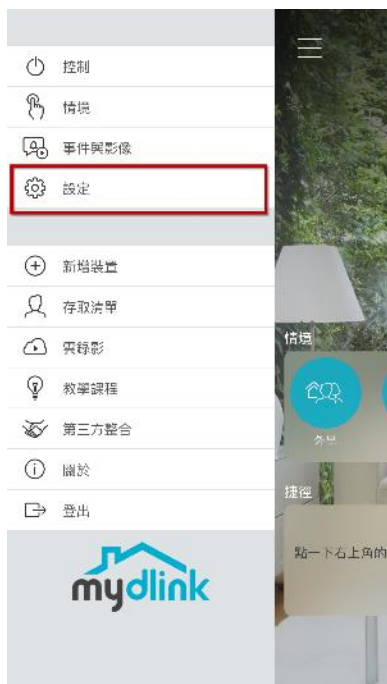 控制
情境
事件與影像
設定
新增裝置
存取清單
雲錄影
教學課程
第三方整合
關於
登出
mydlink
情境
外出
捷徑
點一下右上角的